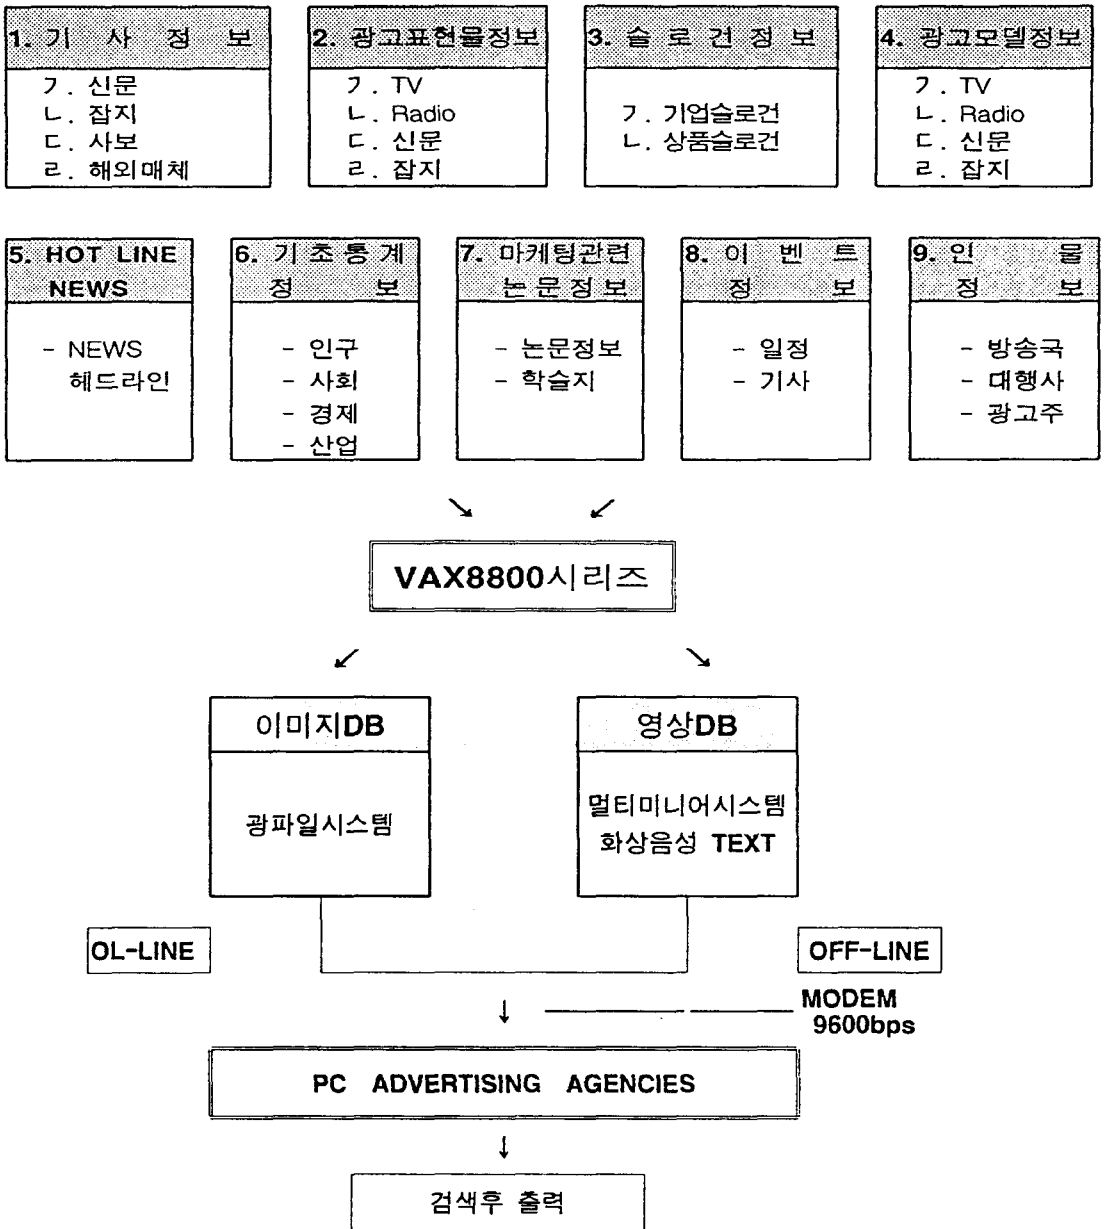 1. 기 사 정 보
ㄱ. 신문
ㄴ. 잡지
ㄷ. 사보
ㄹ. 해외매체
2. 광고표현물정보
ㄱ. TV
ㄴ. Radio
ㄷ. 신문
ㄹ. 잡지
3. 슬 로 건 정 보
ㄱ. 기업슬로건
ㄴ. 상품슬로건
4. 광고모델정보
ㄱ. TV
ㄴ. Radio
ㄷ. 신문
ㄹ. 잡지
5. HOT LINE
NEWS
- NEWS
헤드라인
6. 기 초 통 계
정 보
- 인구
- 사회
- 경제
- 산업
7. 마케팅관련
논문정보
- 논문정보
- 학술지
8. 이 벤 트
정 보
- 일정
- 기사
9. 인 물
정 보
- 방송국
- 대행사
- 광고주
VAX8800시리즈
이미지DB
광파일시스템
영상DB
멀티미니어시스템
화상음성 TEXT
OL-LINE
OFF-LINE
MODEM
9600bps
PC ADVERTISING AGENCIES
검색후 출력